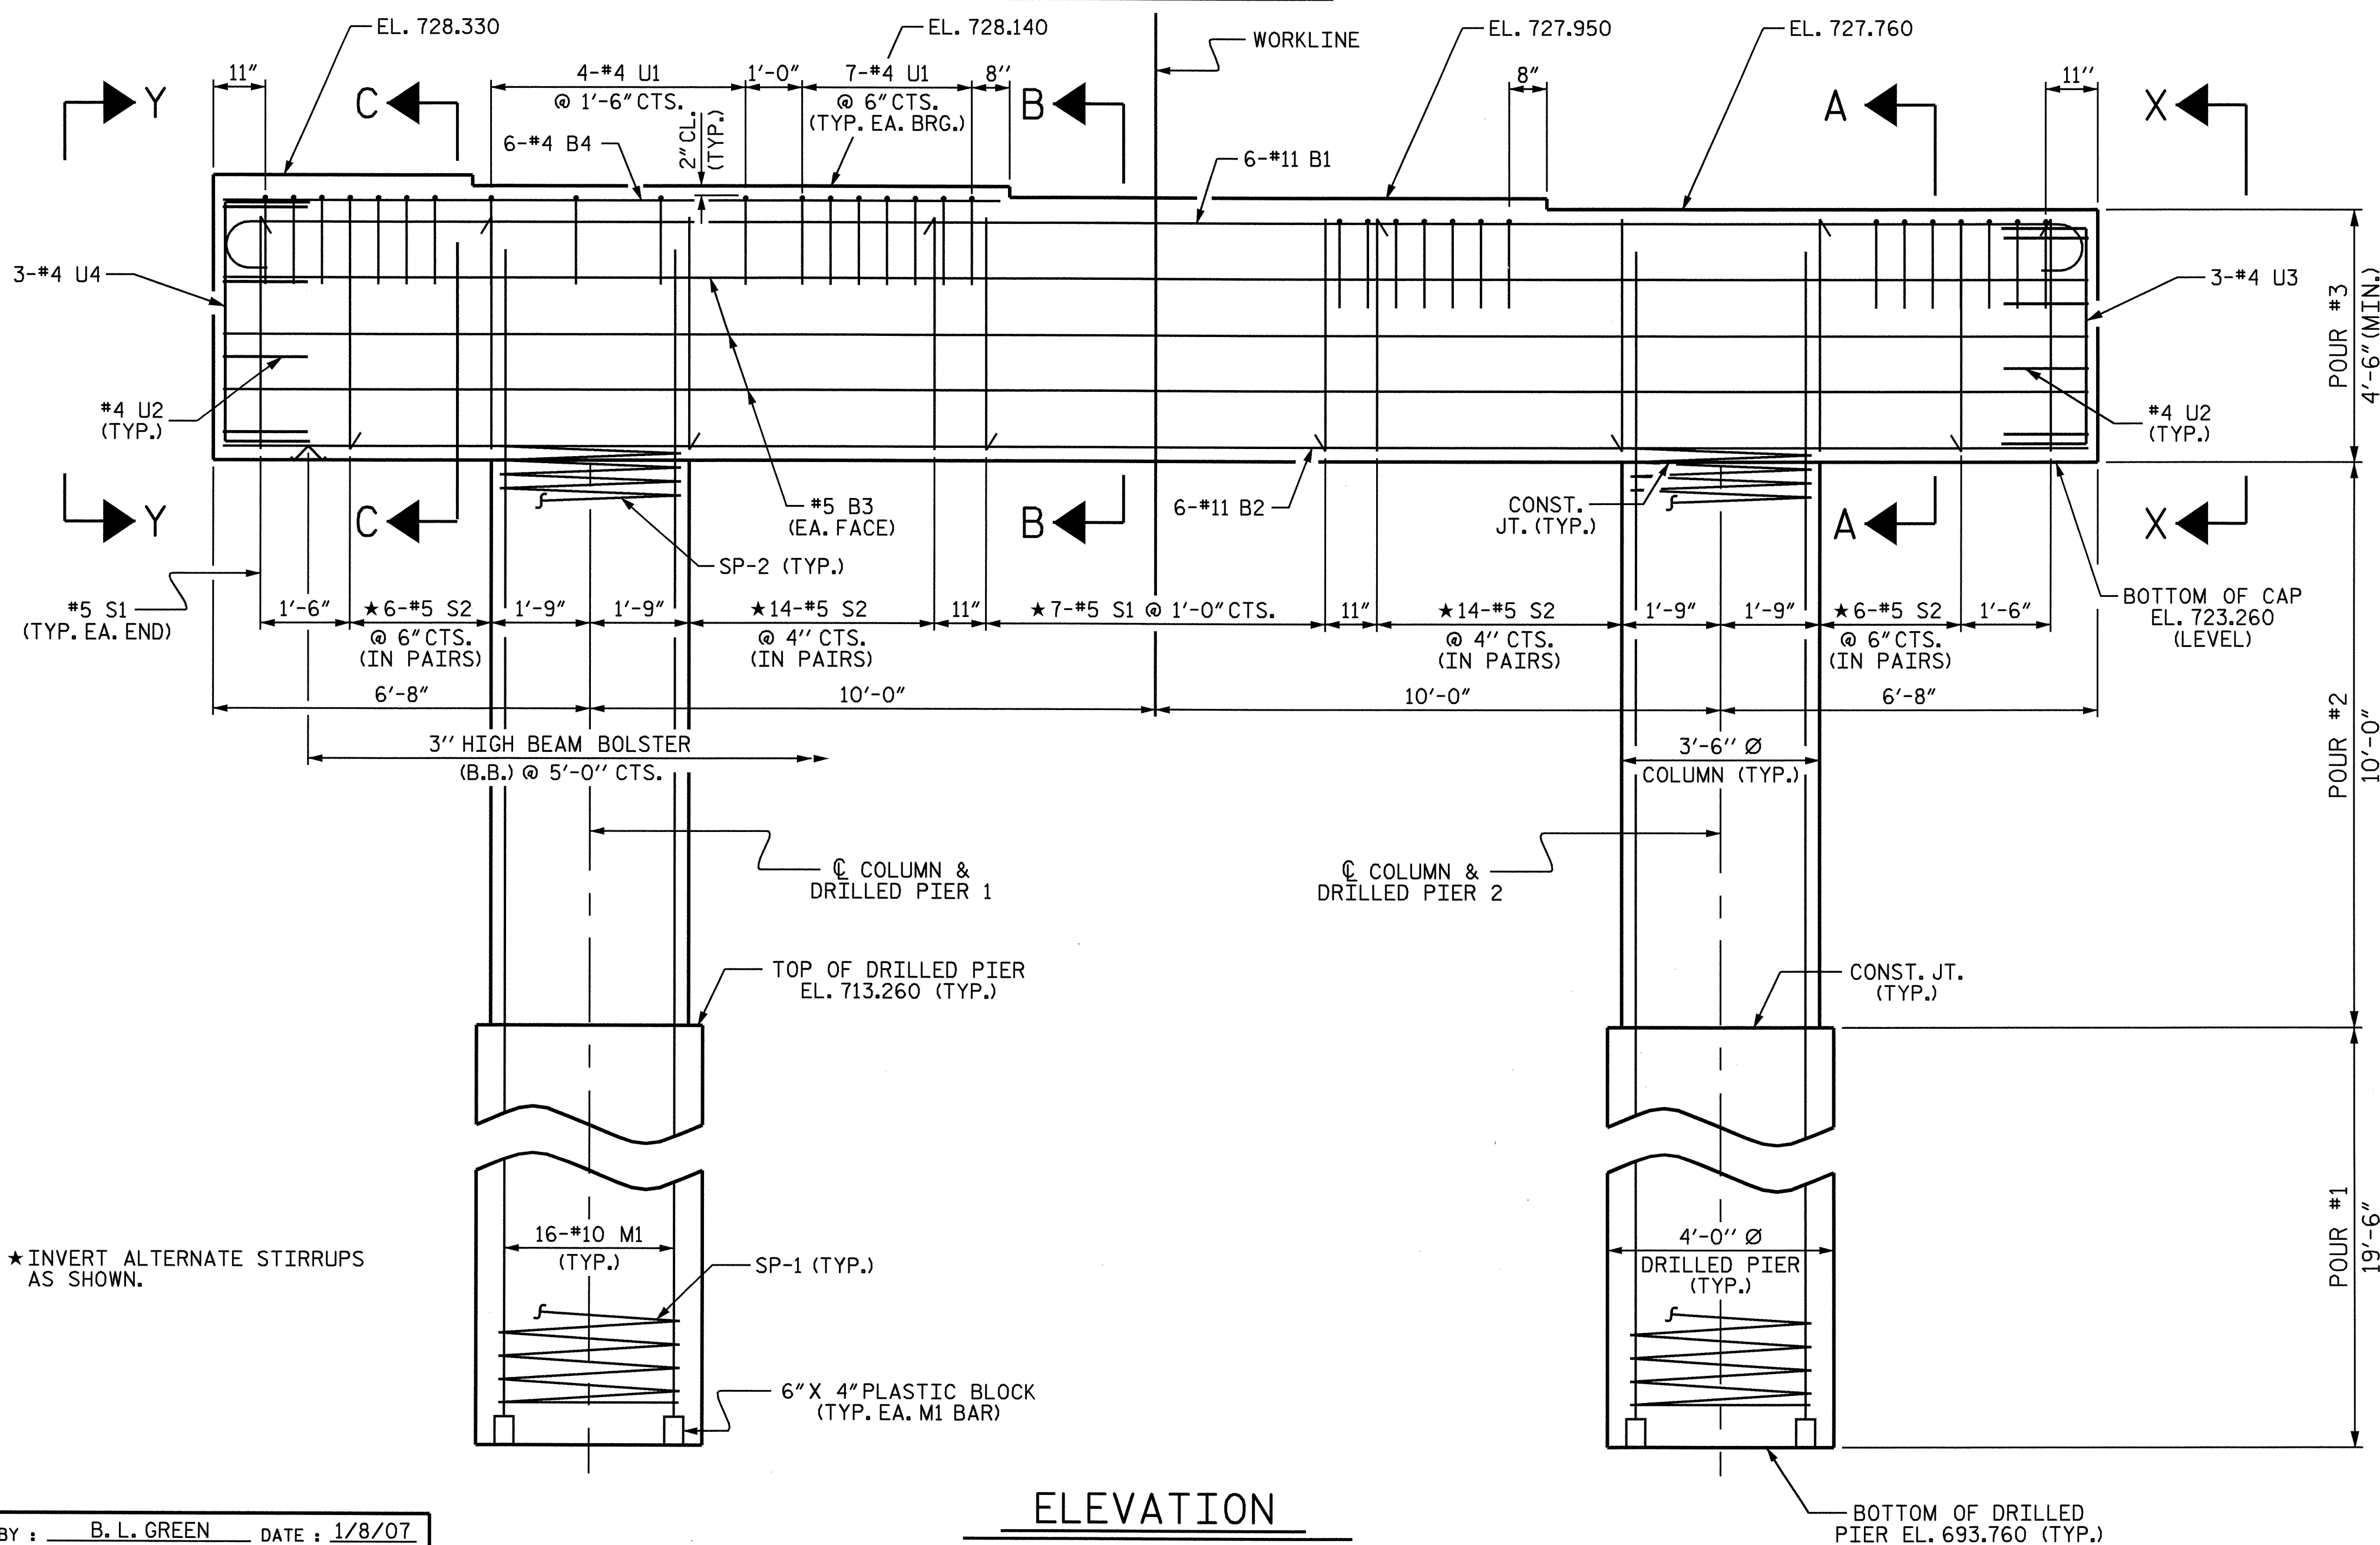 EL. 728.330
EL. 728.140
WORKLINE
EL. 727.950
EL. 727.760
11"
4-#4 U1
@ 1'-6" CTS.
1'-0"
7-#4 U1
@ 6" CTS.
(TYP. EA. BRG.)
8"
8"
11"
Y
C
B
A
X
2" CL.
(TYP.)
6-#4 B4
6-#11 B1
3-#4 U4
3-#4 U3
#4 U2
(TYP.)
#4 U2
(TYP.)
POUR #3
4'-6" (MIN.)
Y
C
B
A
X
#5 B3
(EA. FACE)
6-#11 B2
CONST.
JT. (TYP.)
SP-2 (TYP.)
#5 S1
(TYP. EA. END)
1'-6"
★6-#5 S2
@ 6" CTS.
(IN PAIRS)
1'-9"
1'-9"
★14-#5 S2
@ 4" CTS.
(IN PAIRS)
11"
★7-#5 S1 @ 1'-0" CTS.
11"
★14-#5 S2
@ 4" CTS.
(IN PAIRS)
1'-9"
1'-9"
★6-#5 S2
@ 6" CTS.
(IN PAIRS)
1'-6"
BOTTOM OF CAP
EL. 723.260
(LEVEL)
6'-8"
10'-0"
10'-0"
6'-8"
3" HIGH BEAM BOLSTER
(B.B.) @ 5'-0" CTS.
3'-6" Ø
COLUMN (TYP.)
POUR #2
10'-0"
℄ COLUMN &
DRILLED PIER 1
℄ COLUMN &
DRILLED PIER 2
TOP OF DRILLED PIER
EL. 713.260 (TYP.)
CONST. JT.
(TYP.)
POUR #1
19'-6"
16-#10 M1
(TYP.)
SP-1 (TYP.)
4'-0" Ø
DRILLED PIER
(TYP.)
★INVERT ALTERNATE STIRRUPS
AS SHOWN.
6" X 4" PLASTIC BLOCK
(TYP. EA. M1 BAR)
ELEVATION
BOTTOM OF DRILLED
PIER EL. 693.760 (TYP.)
BY : B. L. GREEN DATE : 1/8/07